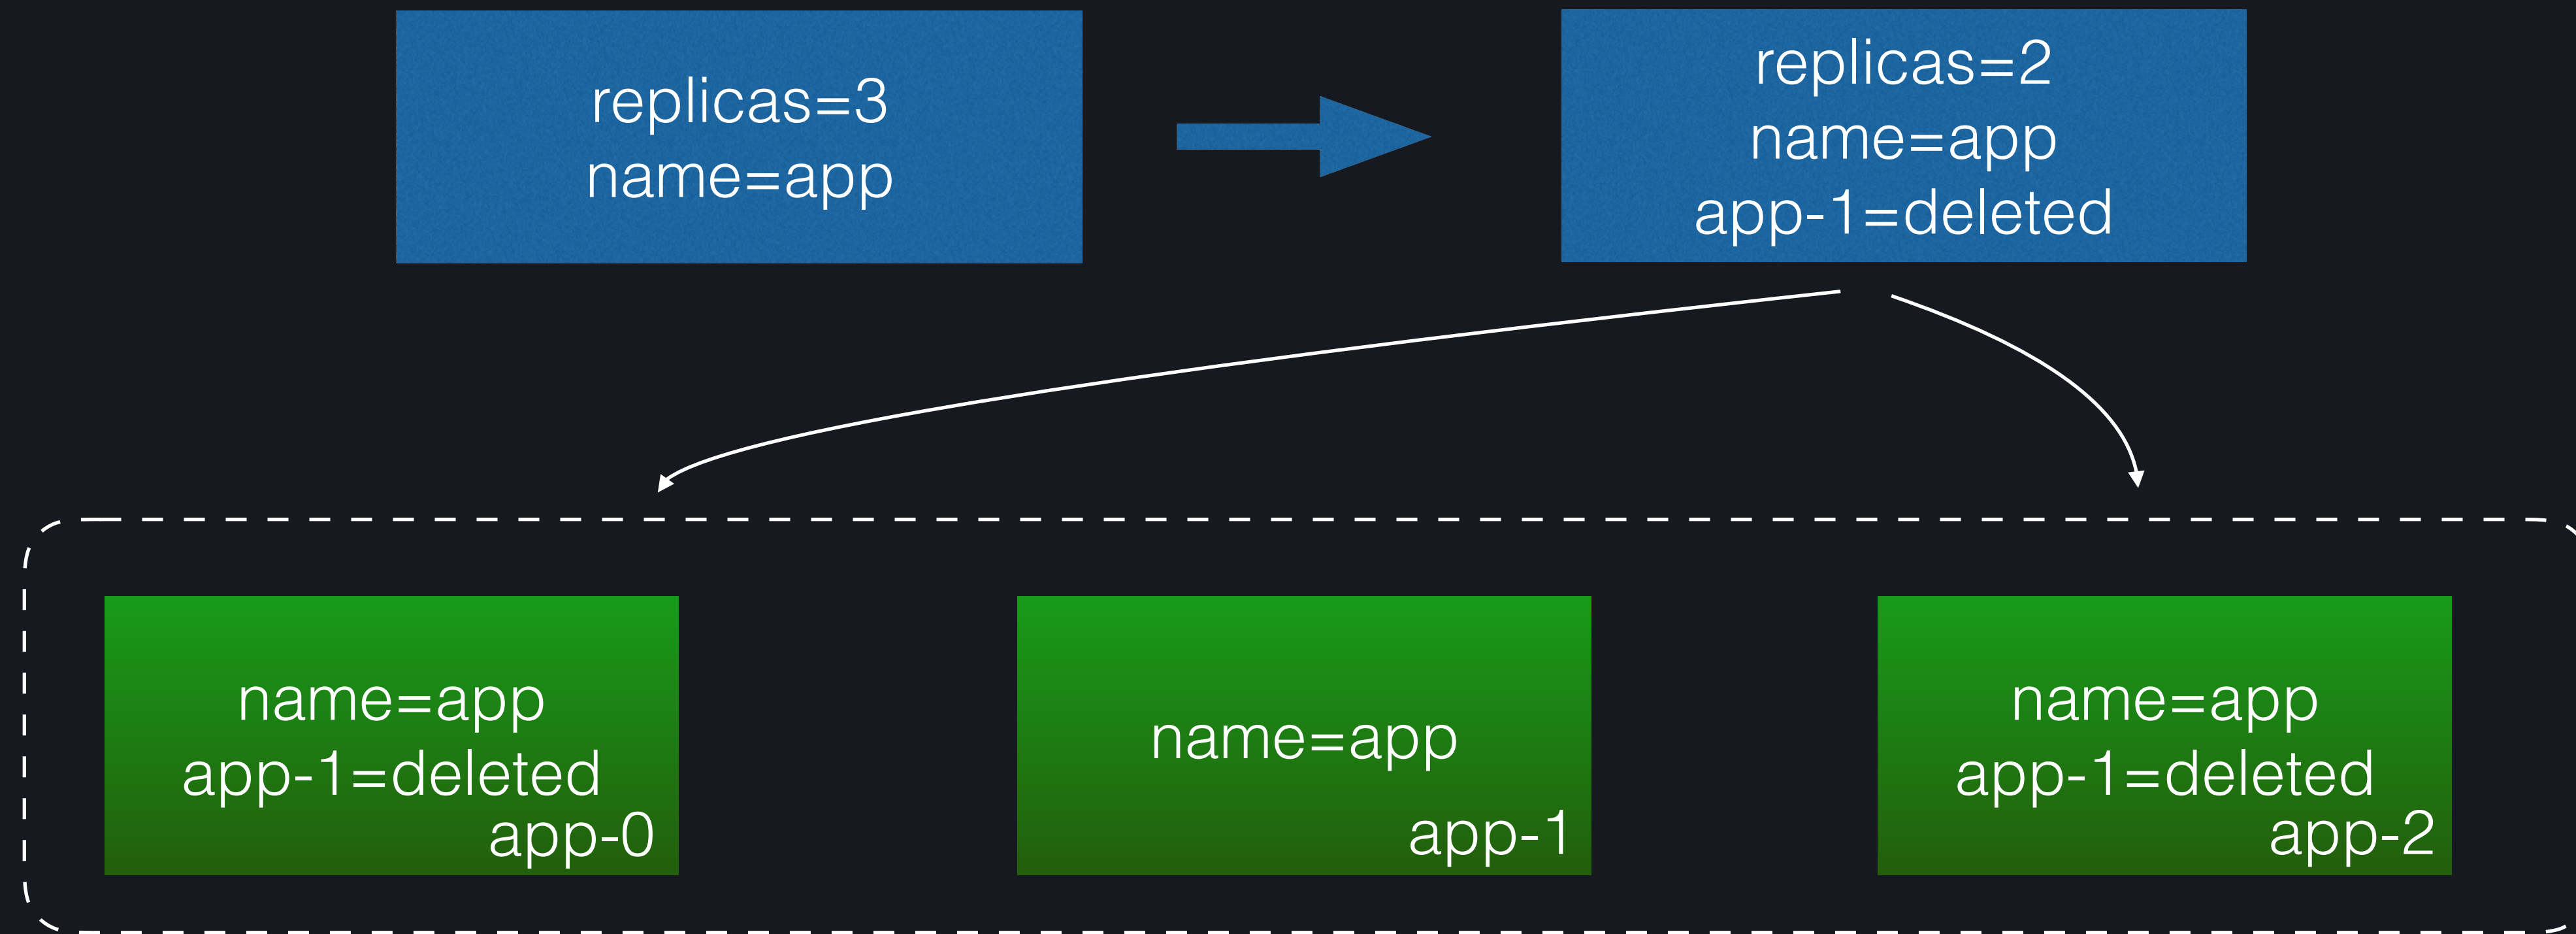 replicas=3
name=app
replicas=2
name=app
app-1=deleted
name=app
app-1=deleted
app-0
name=app
app-1
name=app
app-1=deleted
app-2